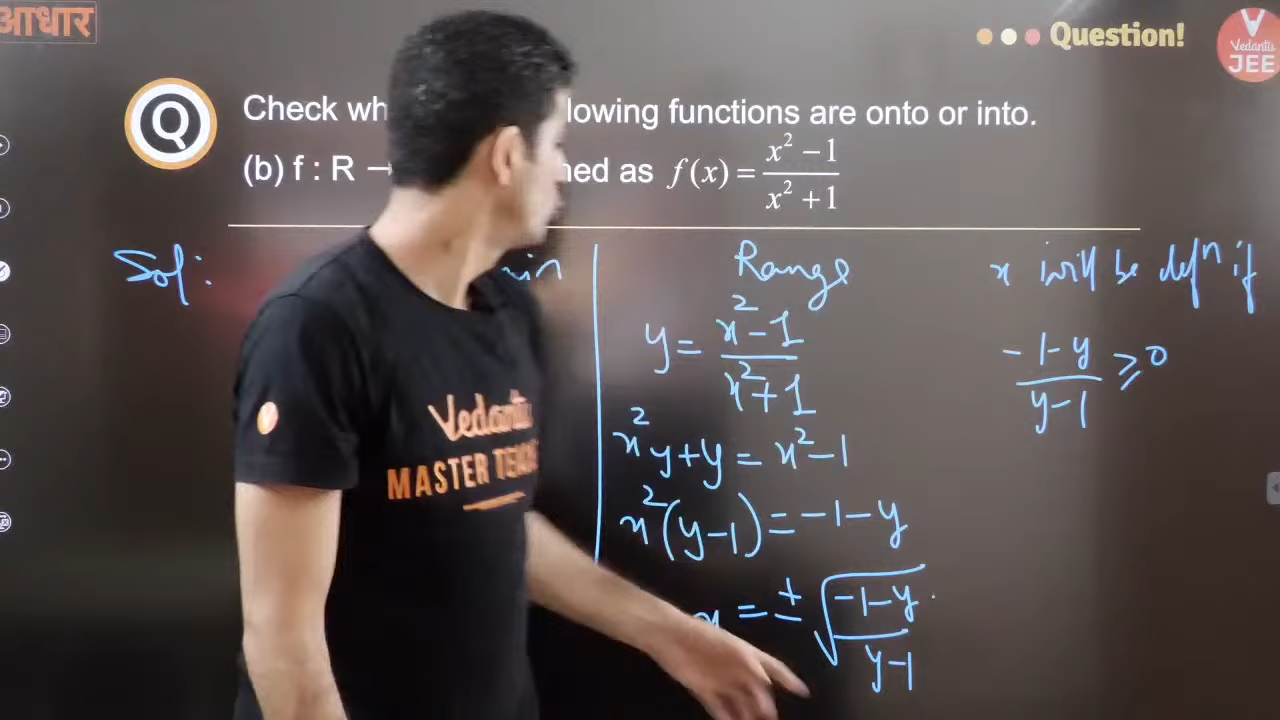 आधार
Question!
Vedantu
JEE
Q
Check wh lowing functions are onto or into.
(b) f : R → ned as f(x) = (x² − 1)/(x² + 1)
Sol:
Range
x will be defⁿ if
y = (x² − 1)/(x² + 1)
(−1−y)/(y−1) ≥ 0
x²y + y = x² − 1
x²(y−1) = −1−y
x = ± √((−1−y)/(y−1))
Vedantu
MASTER